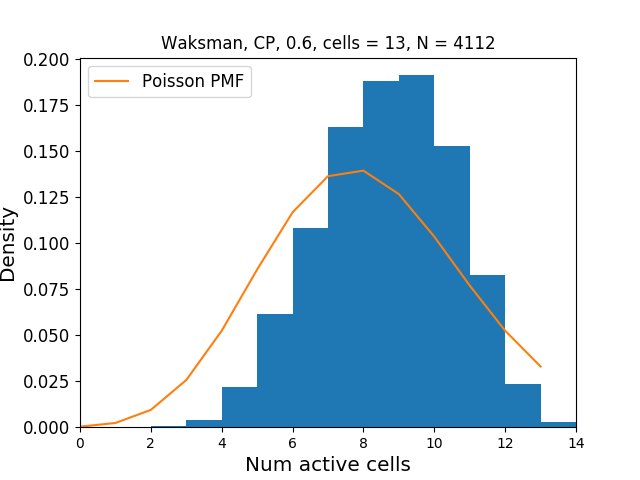 Waksman, CP, 0.6, cells = 13, N = 4112
Poisson PMF
0.200
0.175
0.150
0.125
0.100
0.075
0.050
0.025
0.000
Density
0 2 4 6 8 10 12 14
Num active cells